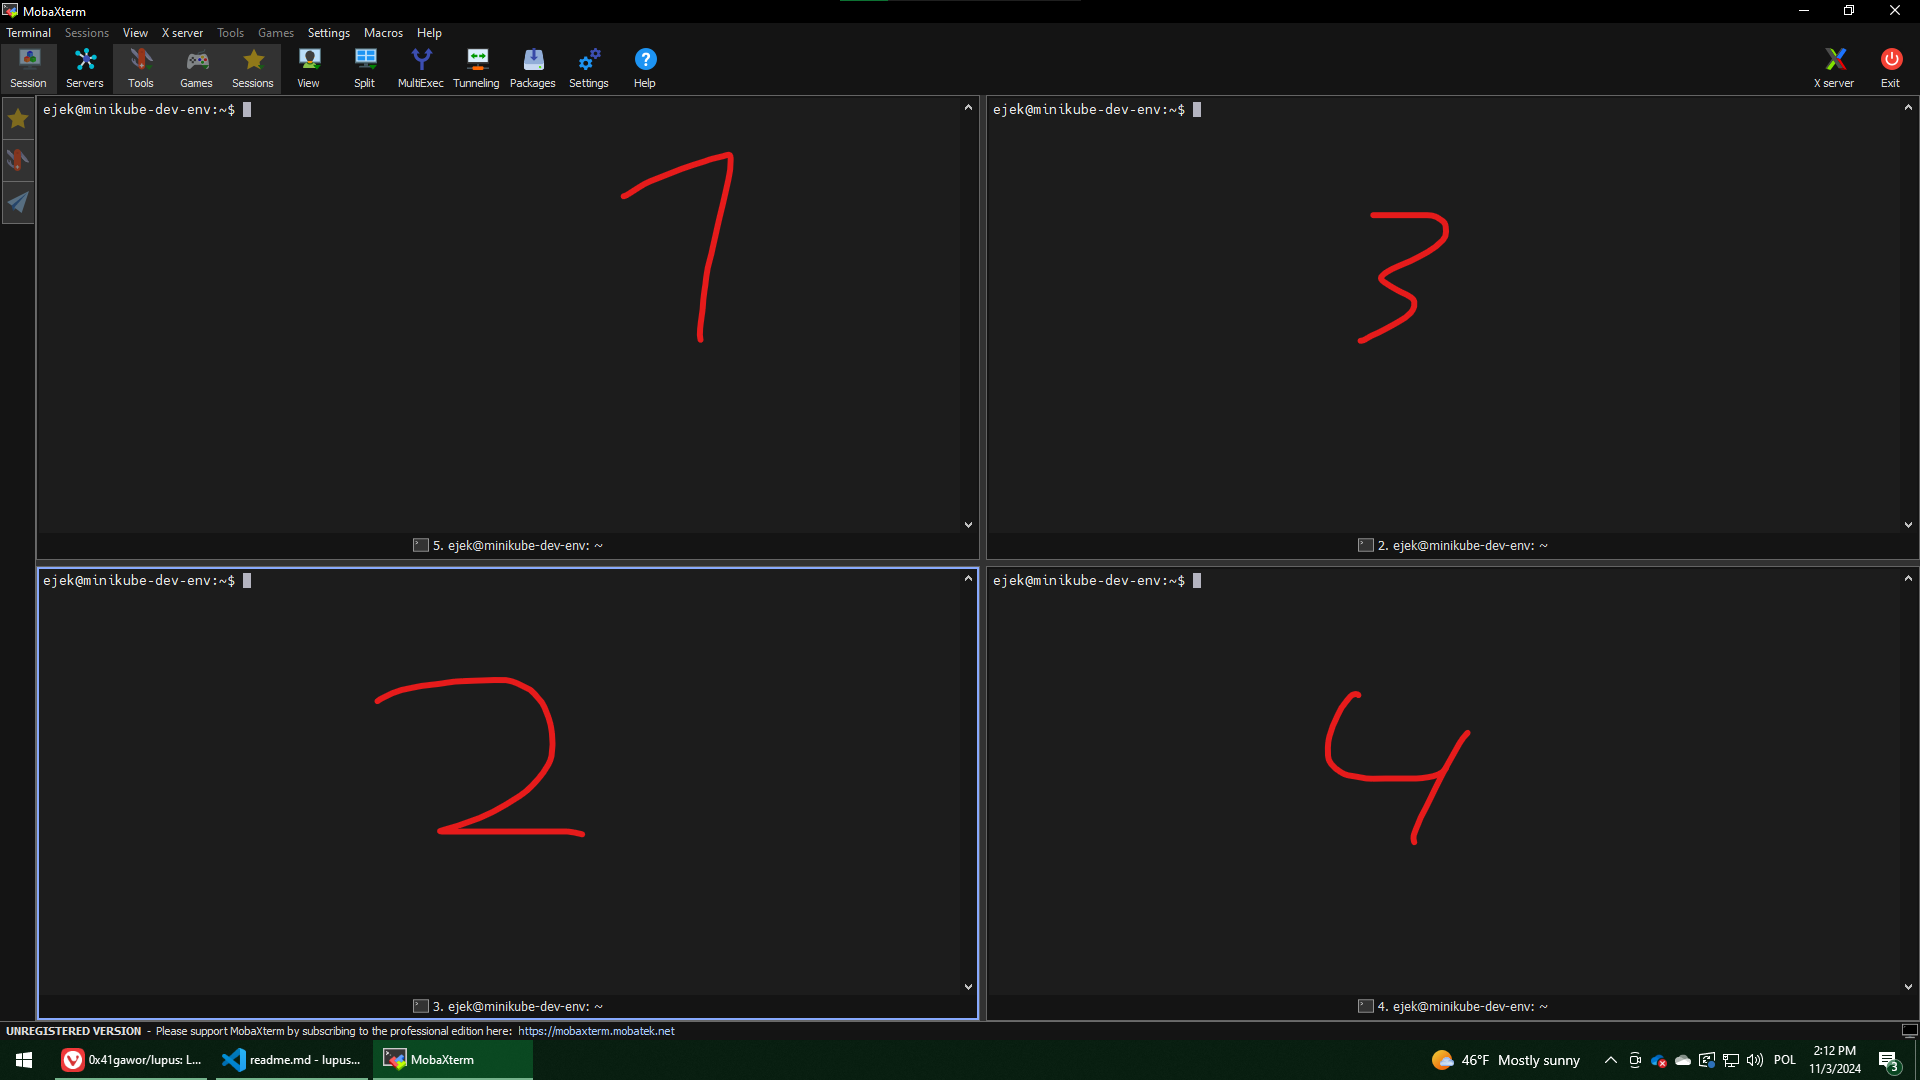 MobaXterm
Terminal Sessions View X server Tools Games Settings Macros Help
Session Servers Tools Games Sessions View Split MultiExec Tunneling Packages Settings Help X server Exit
ejek@minikube-dev-env:~$
1
5. ejek@minikube-dev-env: ~
ejek@minikube-dev-env:~$
3
2. ejek@minikube-dev-env: ~
ejek@minikube-dev-env:~$
2
3. ejek@minikube-dev-env: ~
ejek@minikube-dev-env:~$
4
4. ejek@minikube-dev-env: ~
UNREGISTERED VERSION - Please support MobaXterm by subscribing to the professional edition here: https://mobaxterm.mobatek.net
0x41gawor/lupus: L... readme.md - lupus... MobaXterm 46°F Mostly sunny POL 2:12 PM
11/3/2024 3